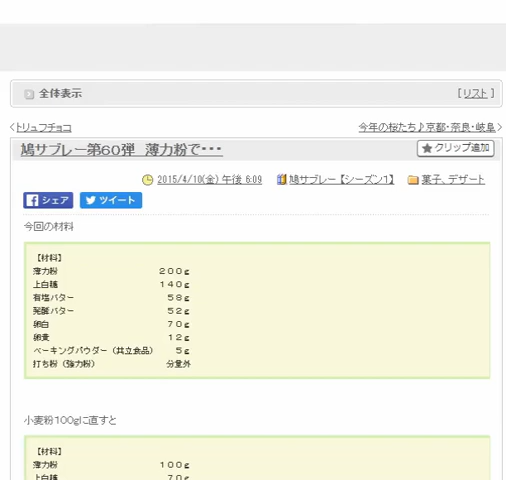 全体表示
[ リスト ]
<トリュフチョコ
今年の桜たち♪京都・奈良・岐阜>
鳩サブレー第60弾　薄力粉で・・・
★クリップ追加
2015/4/10(金) 午後 6:09
鳩サブレー【シーズン1】
菓子、デザート
シェア
ツイート
今回の材料
【材料】
薄力粉　２００ｇ
上白糖　１４０ｇ
有塩バター　５８ｇ
発酵バター　５２ｇ
卵白　７０ｇ
卵黄　１２ｇ
ベーキングパウダー（共立食品）　５ｇ
打ち粉（強力粉）　分量外
小麦粉100gに直すと
【材料】
薄力粉　１００ｇ
上白糖　７０ｇ